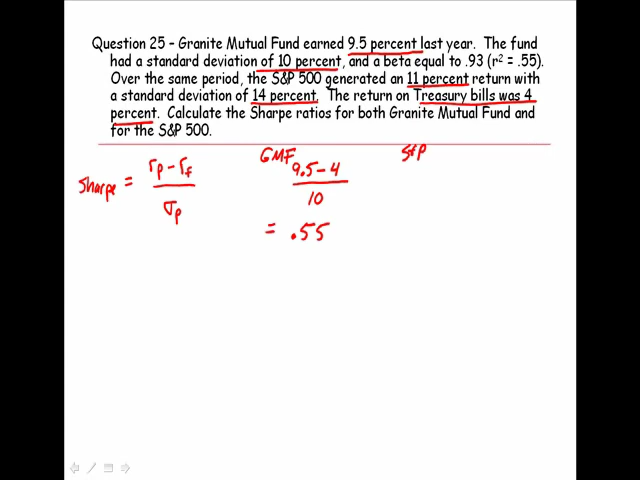 Question 25 – Granite Mutual Fund earned 9.5 percent last year. The fund
had a standard deviation of 10 percent, and a beta equal to .93 (r² = .55).
Over the same period, the S&P 500 generated an 11 percent return with
a standard deviation of 14 percent. The return on Treasury bills was 4
percent. Calculate the Sharpe ratios for both Granite Mutual Fund and
for the S&P 500.
GMF S&P
Sharpe = rp - rf / σp
9.5 - 4 / 10
= .55